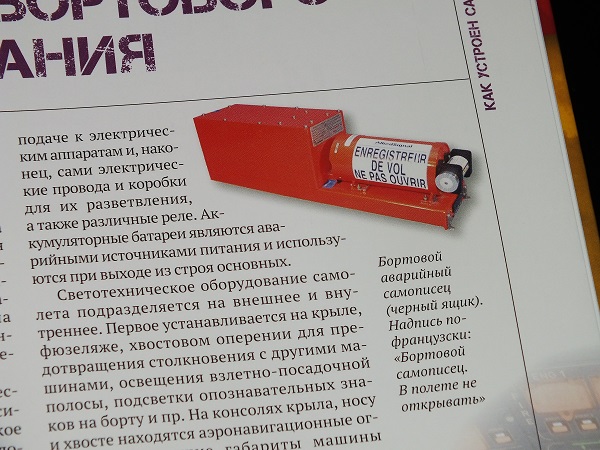 БОРТОВОГО
АНИЯ
КАК УСТРОЕН СА
подаче к электричес-
ким аппаратам и, нако-
нец, сами электричес-
кие провода и коробки
для их разветвления,
а также различные реле. Ак-
кумуляторные батареи являются ава-
рийными источниками питания и использу-
ются при выходе из строя основных.
Светотехническое оборудование само-
лета подразделяется на внешнее и вну-
треннее. Первое устанавливается на крыле,
фюзеляже, хвостовом оперении для пре-
дотвращения столкновения с другими ма-
шинами, освещения взлетно-посадочной
полосы, подсветки опознавательных зна-
ков на борту и пр. На консолях крыла, носу
и хвосте находятся аэронавигационные ог-
габариты машины
AlliedSignal
ENREGISTREUR
DE VOL
NE PAS OUVRIR
Бортовой
аварийный
самописец
(черный ящик).
Надпись по-
французски:
«Бортовой
самописец.
В полете не
открывать»